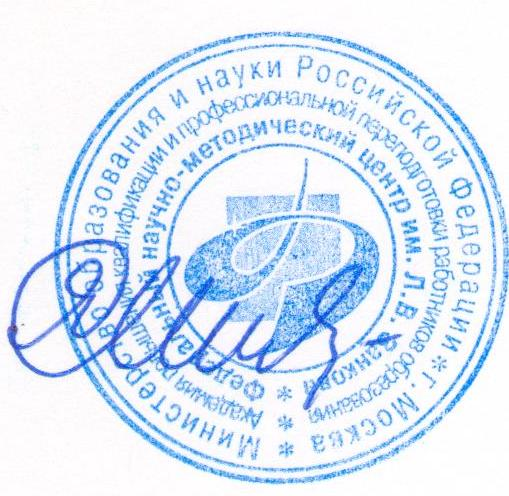 Министерство образования и науки Российской Федерации * г. Москва *
Академия повышения квалификации и профессиональной переподготовки работников образования *
Федеральный научно-методический центр им. Л.В. Занкова *